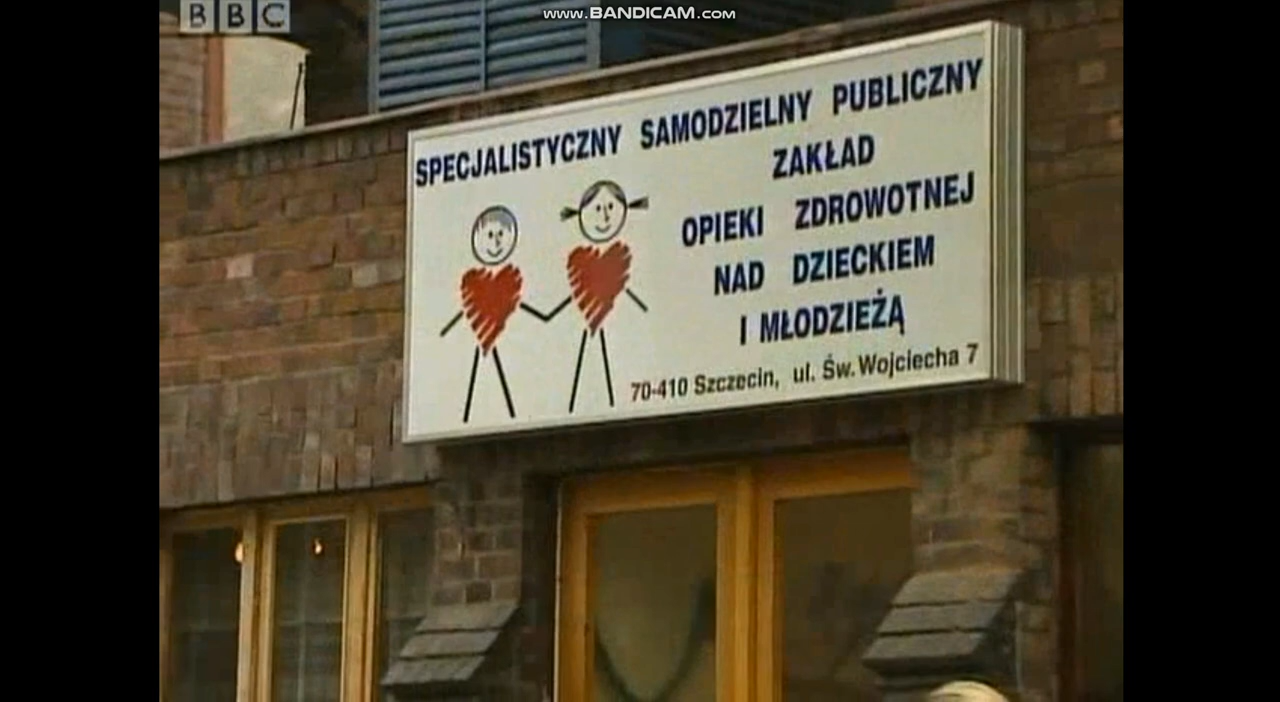 BBC
www.BANDICAM.com
SPECJALISTYCZNY SAMODZIELNY PUBLICZNY
ZAKŁAD
OPIEKI ZDROWOTNEJ
NAD DZIECKIEM
I MŁODZIEŻĄ
70-410 Szczecin, ul. Św. Wojciecha 7